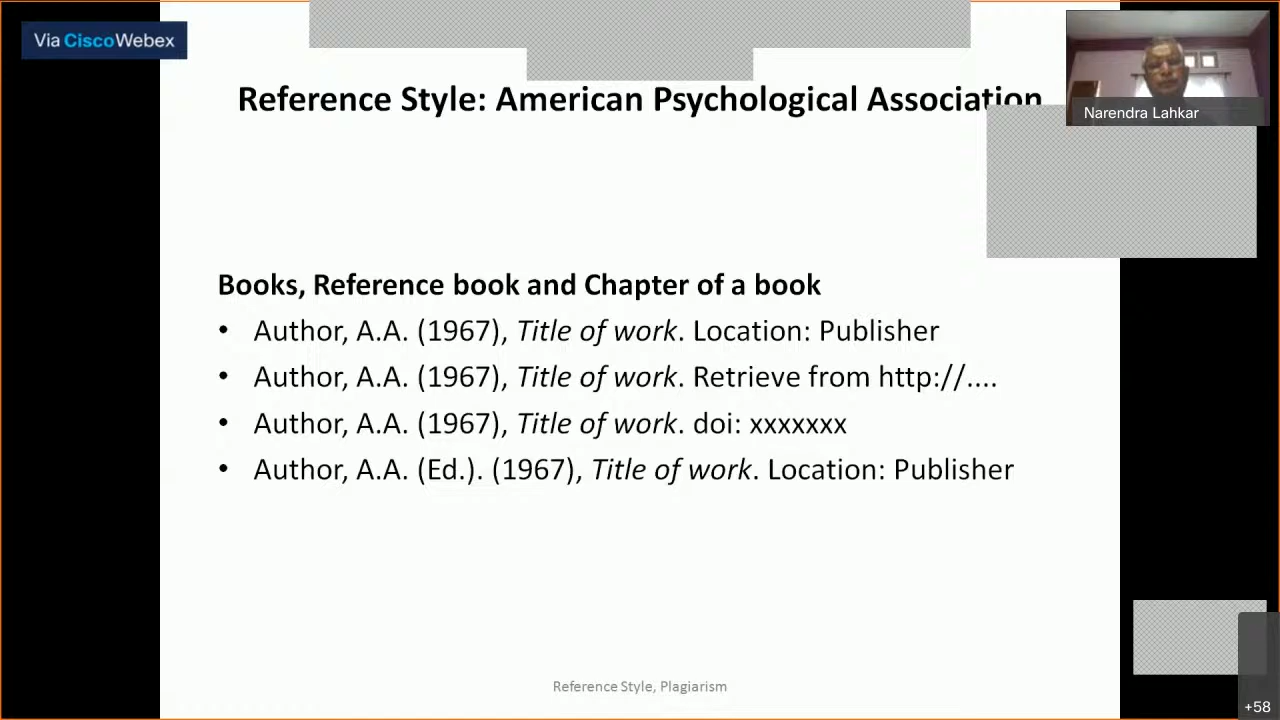 Via CiscoWebex
Reference Style: American Psychological Association
Narendra Lahkar
Books, Reference book and Chapter of a book
• Author, A.A. (1967), Title of work. Location: Publisher
• Author, A.A. (1967), Title of work. Retrieve from http://....
• Author, A.A. (1967), Title of work. doi: xxxxxxx
• Author, A.A. (Ed.). (1967), Title of work. Location: Publisher
Reference Style, Plagiarism
+58